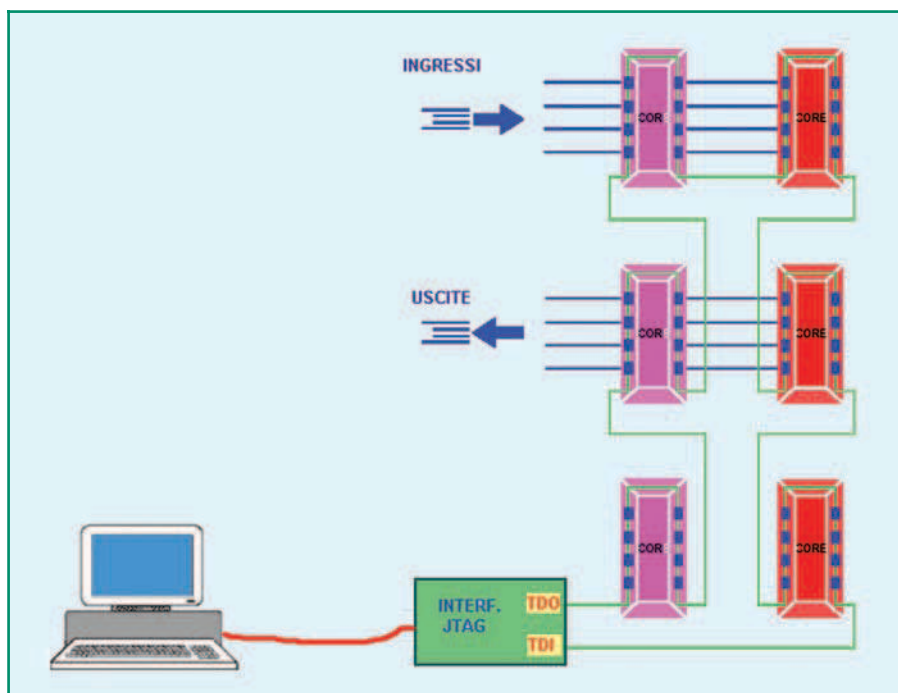 INGRESSI
COR
CORE
USCITE
COR
CORE
COR
CORE
INTERF.
JTAG
TDO
TDI